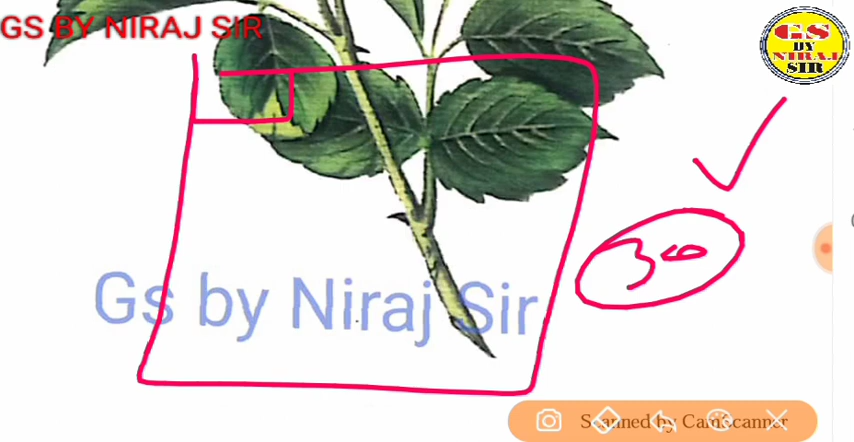 GS BY NIRAJ SIR
GS
BY
NIRAJ
SIR
30
Gs by Niraj Sir
Scanned by CamScanner